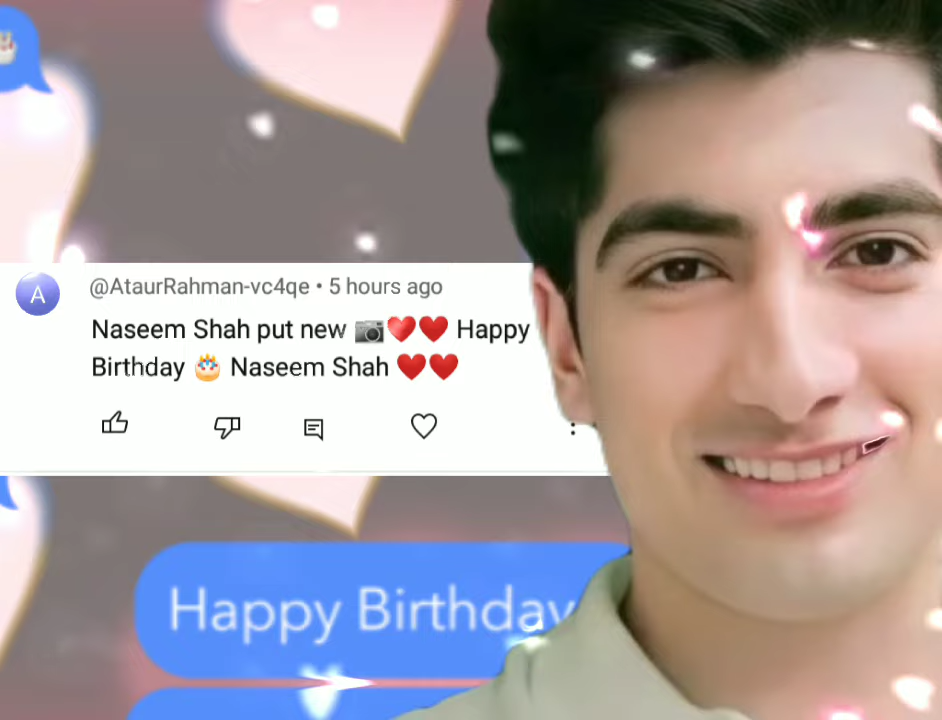 A
@AtaurRahman-vc4qe • 5 hours ago
Naseem Shah put new 📷❤️❤️ Happy
Birthday 🎂 Naseem Shah ❤️❤️
Happy Birthday